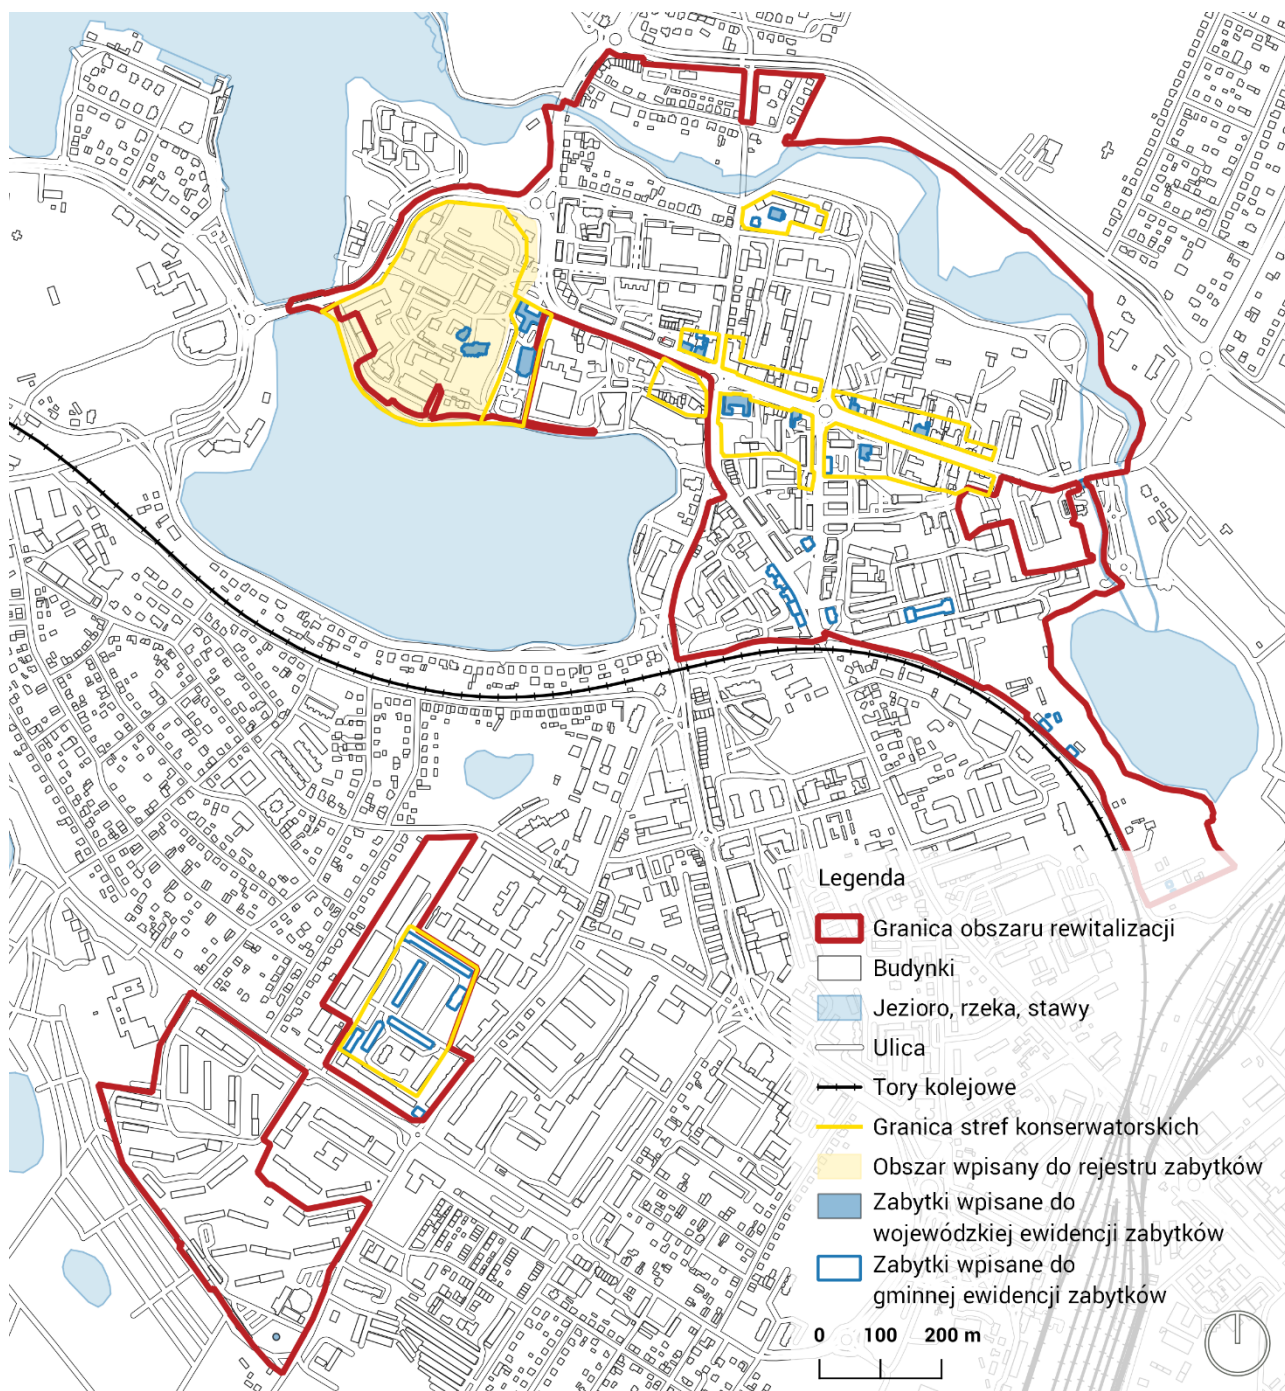 Legenda
Granica obszaru rewitalizacji
Budynki
Jezioro, rzeka, stawy
Ulica
Tory kolejowe
Granica stref konserwatorskich
Obszar wpisany do rejestru zabytków
Zabytki wpisane do
wojewódzkiej ewidencji zabytków
Zabytki wpisane do
gminnej ewidencji zabytków
0 100 200 m